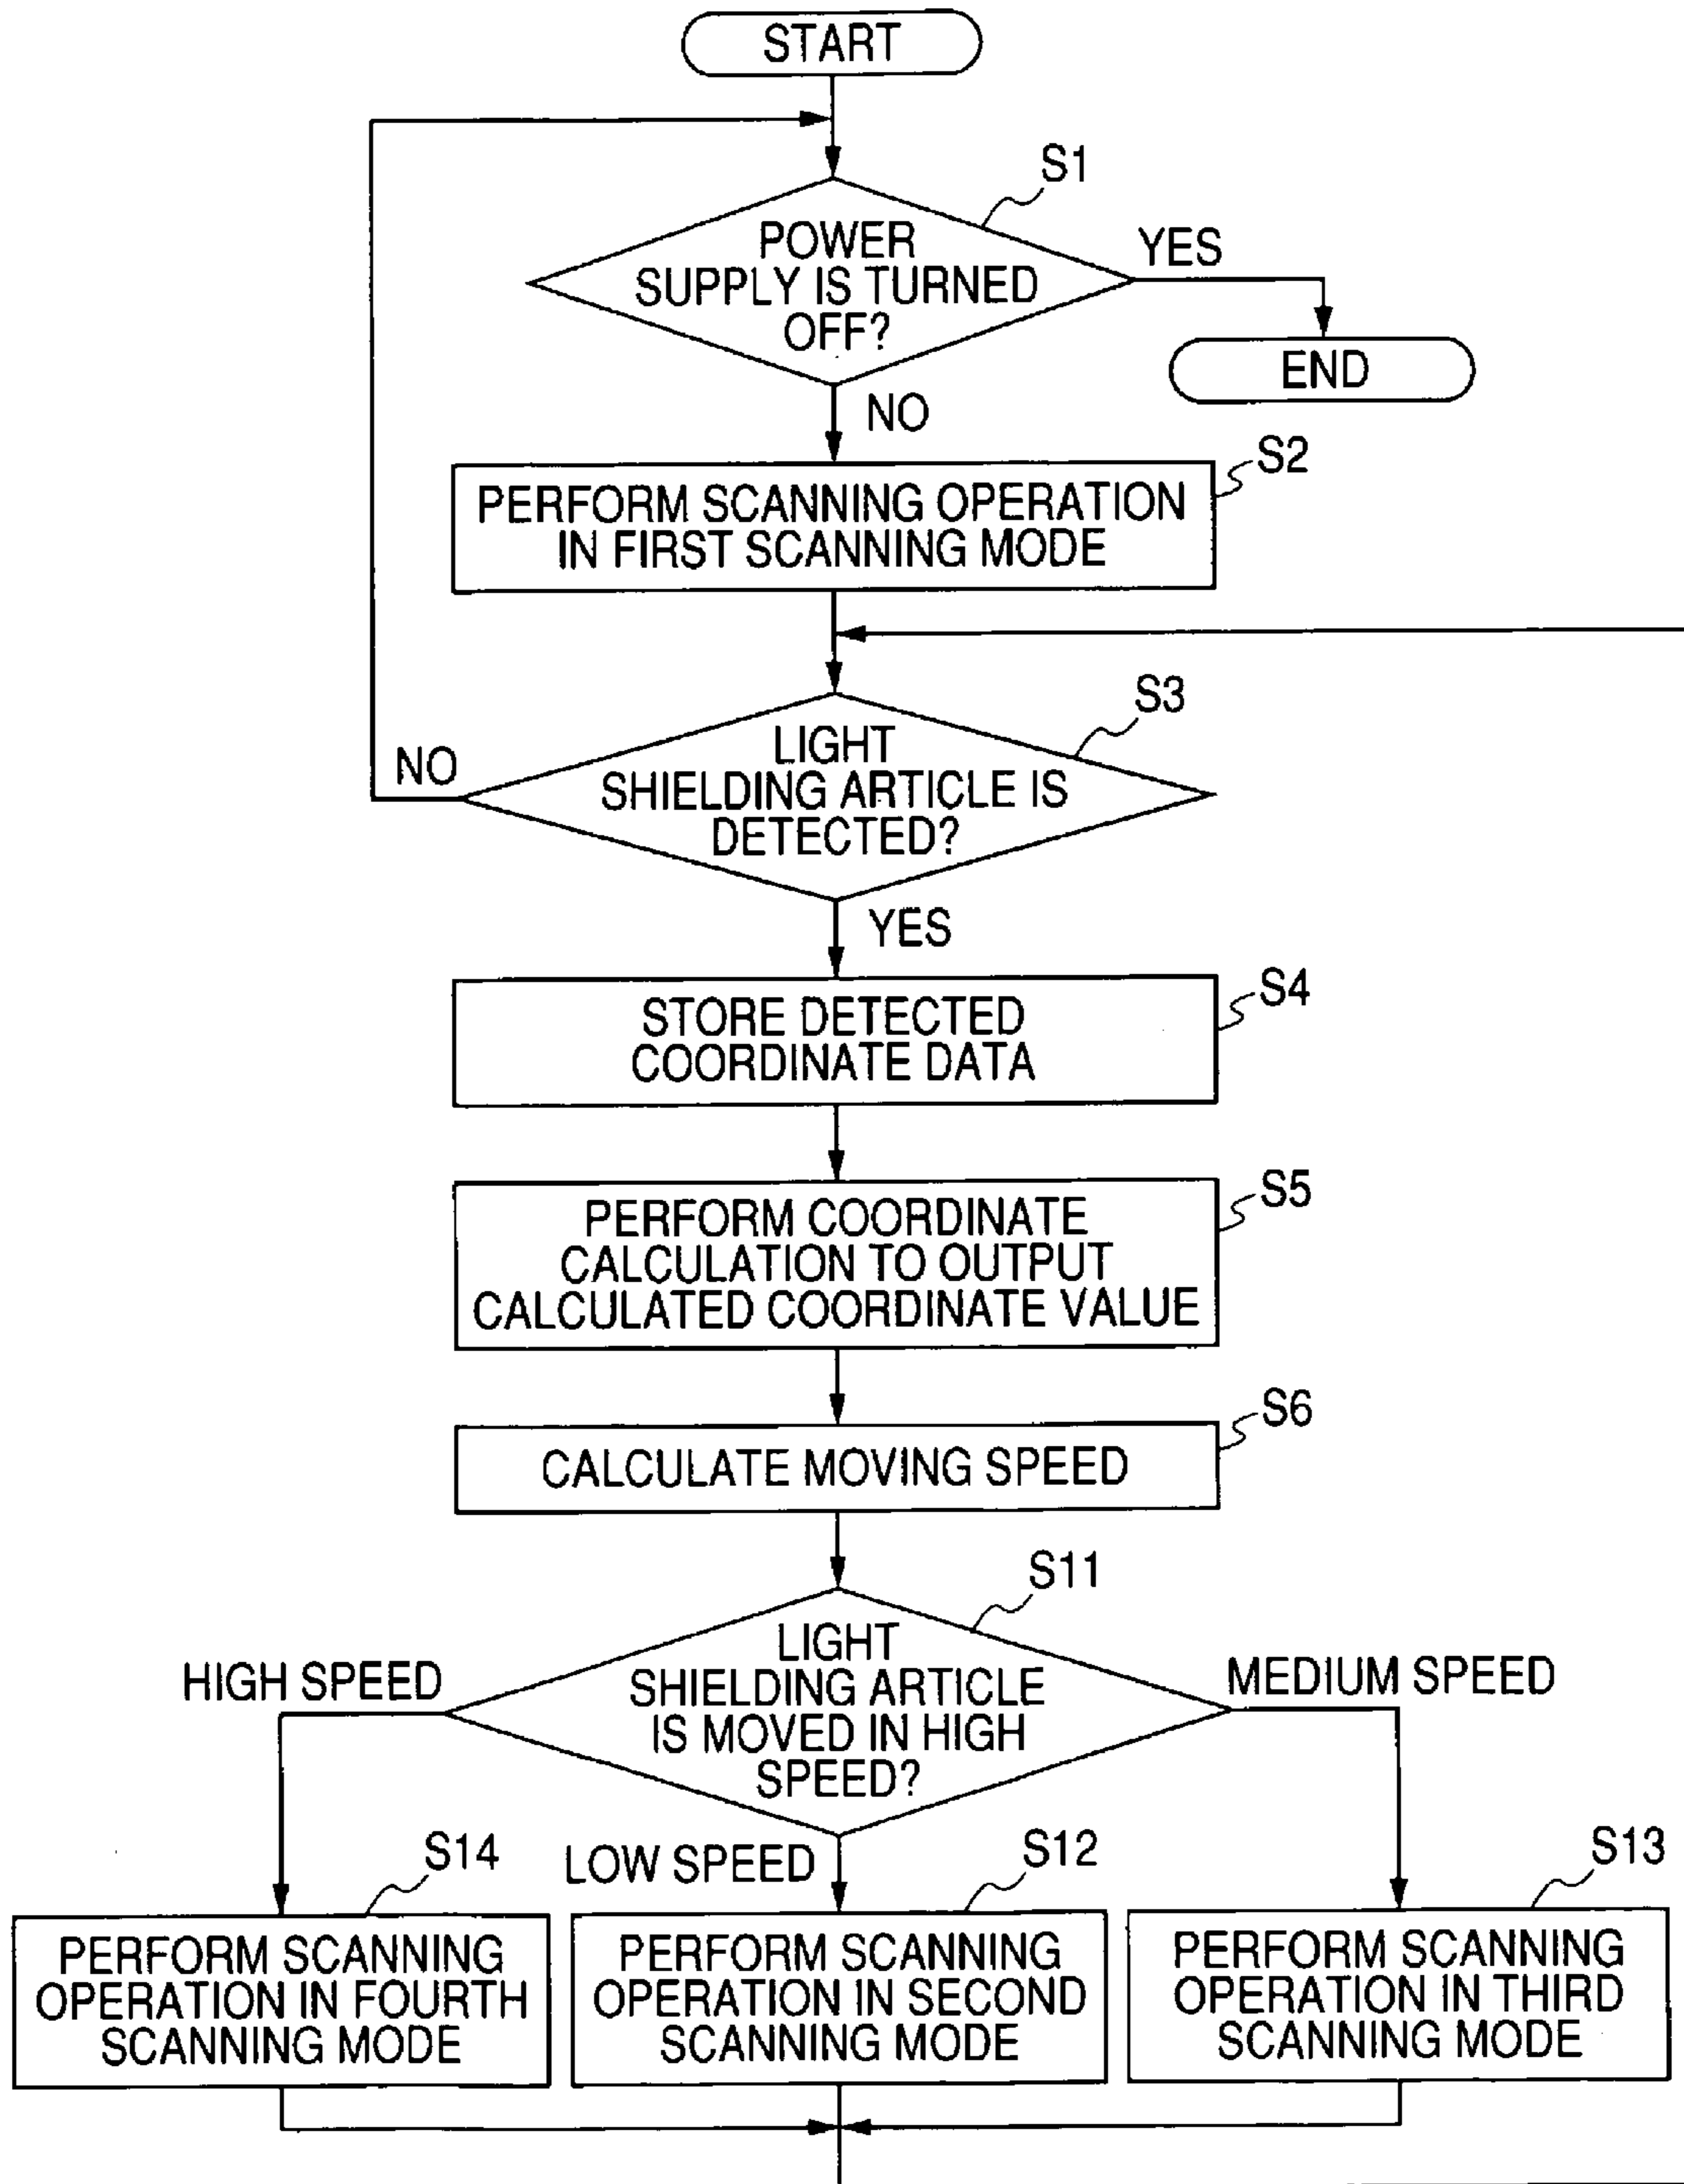 START
S1
POWER
SUPPLY IS TURNED
OFF?
YES
END
NO
S2
PERFORM SCANNING OPERATION
IN FIRST SCANNING MODE
S3
LIGHT
SHIELDING ARTICLE IS
DETECTED?
NO
YES
S4
STORE DETECTED
COORDINATE DATA
S5
PERFORM COORDINATE
CALCULATION TO OUTPUT
CALCULATED COORDINATE VALUE
S6
CALCULATE MOVING SPEED
S11
LIGHT
SHIELDING ARTICLE
IS MOVED IN HIGH
SPEED?
HIGH SPEED
MEDIUM SPEED
LOW SPEED
S14
PERFORM SCANNING
OPERATION IN FOURTH
SCANNING MODE
S12
PERFORM SCANNING
OPERATION IN SECOND
SCANNING MODE
S13
PERFORM SCANNING
OPERATION IN THIRD
SCANNING MODE